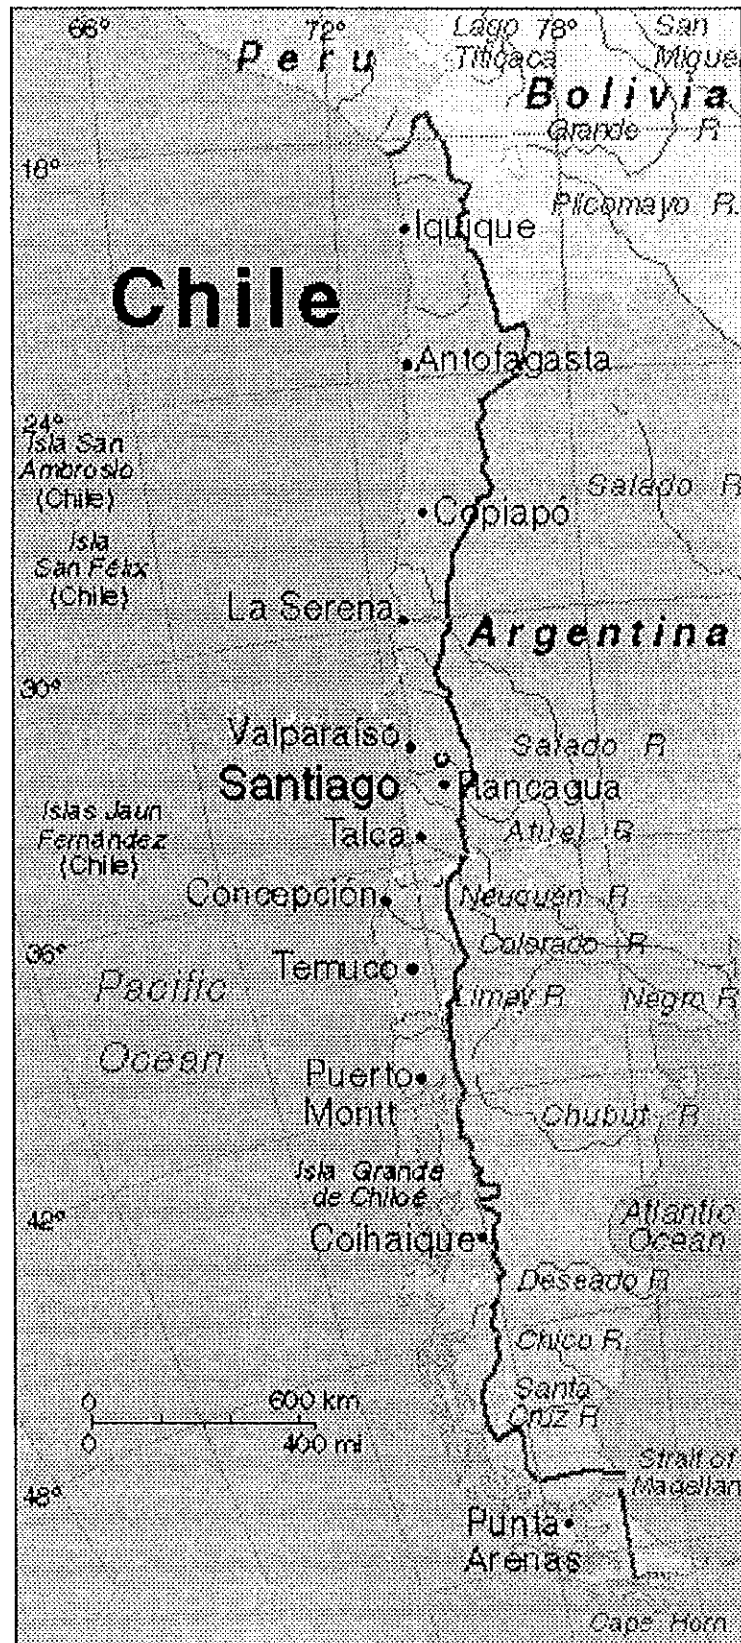 66° 72° Lago 78° San
Peru Titicaca Miguel
Bolivia
Grande R
18°
Pilcomayo R.
Iquique
Chile
Antofagasta
24°
Isla San
Ambrosio
(Chile)
Salado R
Copiapó
Isla
San Félix
(Chile)
La Serena
Argentina
30°
Valparaíso
Salado R
Santiago
Rancagua
Islas Jaun
Fernández
(Chile)
Talca
Atuel R
Concepción
Neuquén R
Colorado R
36°
Temuco
Pacific
Ocean
Limay R
Negro R
Puerto
Montt
Chubut R
Isla Grande
de Chiloé
42°
Atlantic
Ocean
Coihaique
Deseado R
Chico R
Santa
Cruz R
0 600 km
0 400 mi
48°
Strait of
Magellan
Punta
Arenas
Cape Horn